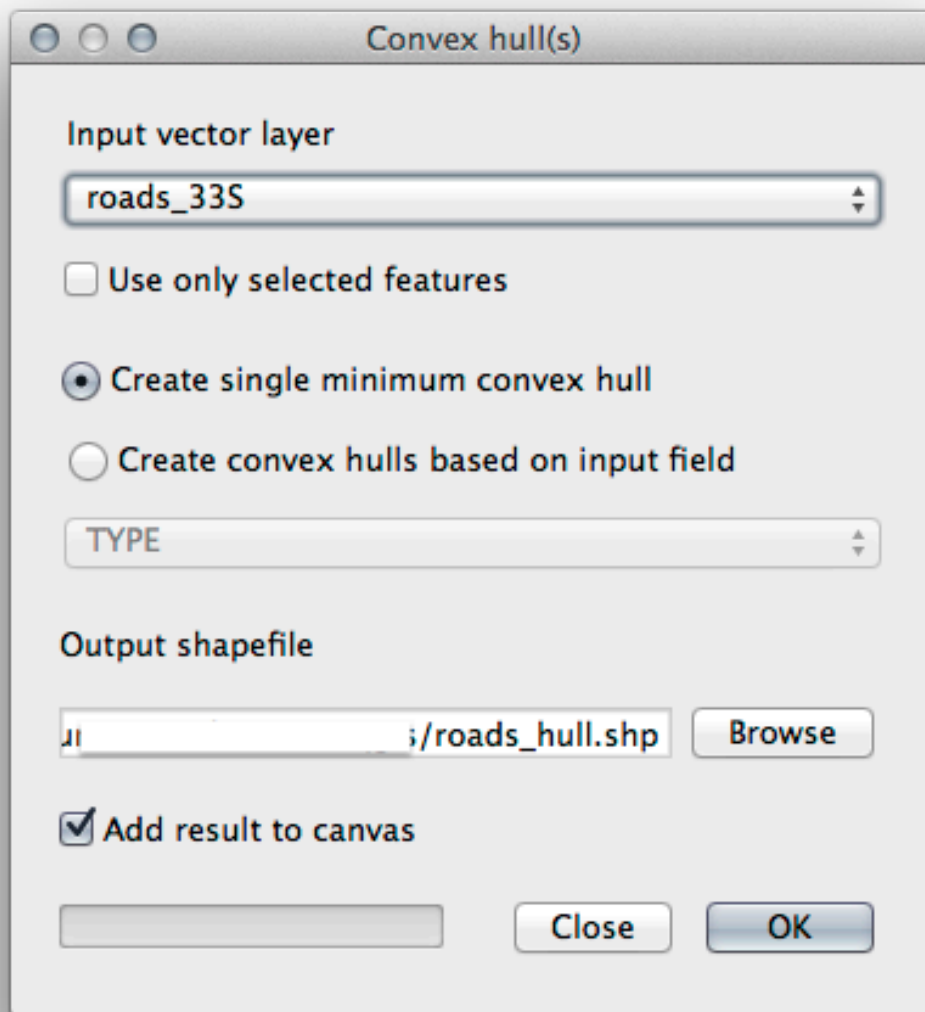 Convex hull(s)
Input vector layer
roads_33S
Use only selected features
Create single minimum convex hull
Create convex hulls based on input field
TYPE
Output shapefile
/roads_hull.shp
Browse
Add result to canvas
Close
OK